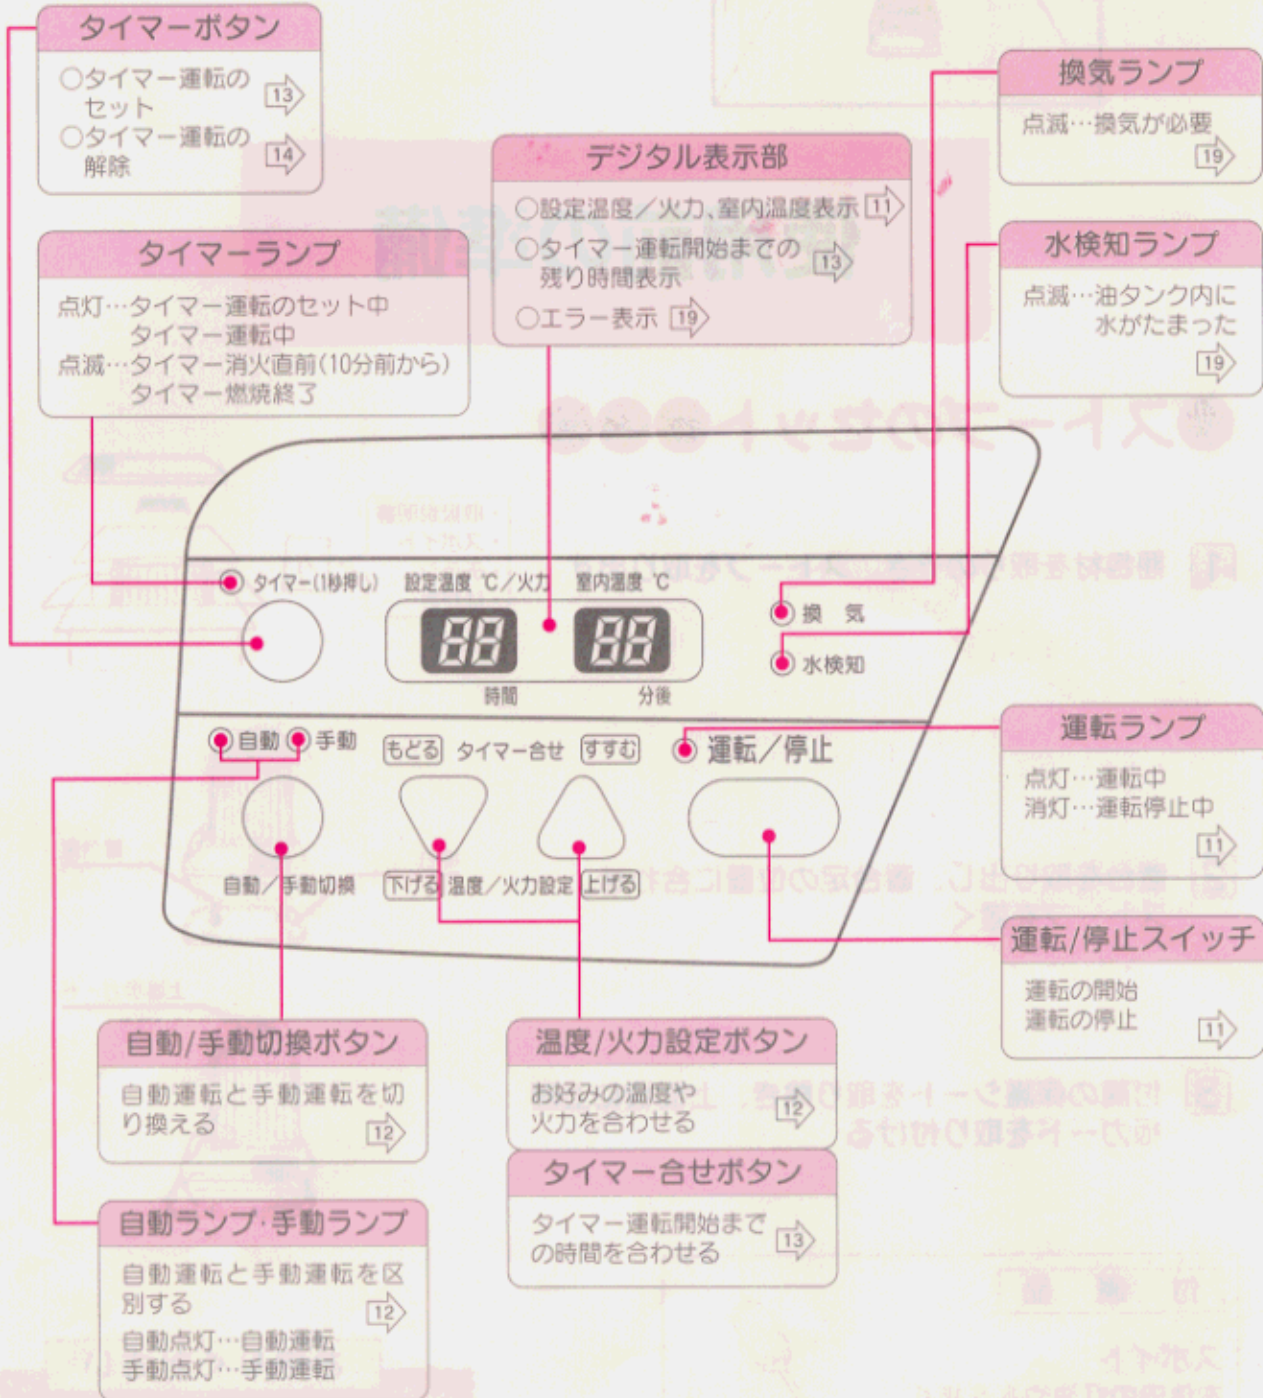 タイマーボタン
○タイマー運転の
セット
13
○タイマー運転の
解除
14
タイマーランプ
点灯…タイマー運転のセット中
タイマー運転中
点滅…タイマー消火直前(10分前から)
タイマー燃焼終了
デジタル表示部
○設定温度／火力、室内温度表示 11
○タイマー運転開始までの
残り時間表示
13
○エラー表示 19
換気ランプ
点滅…換気が必要
19
水検知ランプ
点滅…油タンク内に
水がたまった
19
タイマー(1秒押し)
設定温度 ℃／火力
室内温度 ℃
88
88
時間
分後
換 気
水検知
自動
手動
もどる タイマー合せ すすむ
運転／停止
自動／手動切換
下げる 温度／火力設定 上げる
運転ランプ
点灯…運転中
消灯…運転停止中
11
運転/停止スイッチ
運転の開始
運転の停止
11
自動/手動切換ボタン
自動運転と手動運転を切
り換える
12
自動ランプ・手動ランプ
自動運転と手動運転を区
別する
12
自動点灯…自動運転
手動点灯…手動運転
温度/火力設定ボタン
お好みの温度や
火力を合わせる
12
タイマー合せボタン
タイマー運転開始まで
の時間を合わせる
13